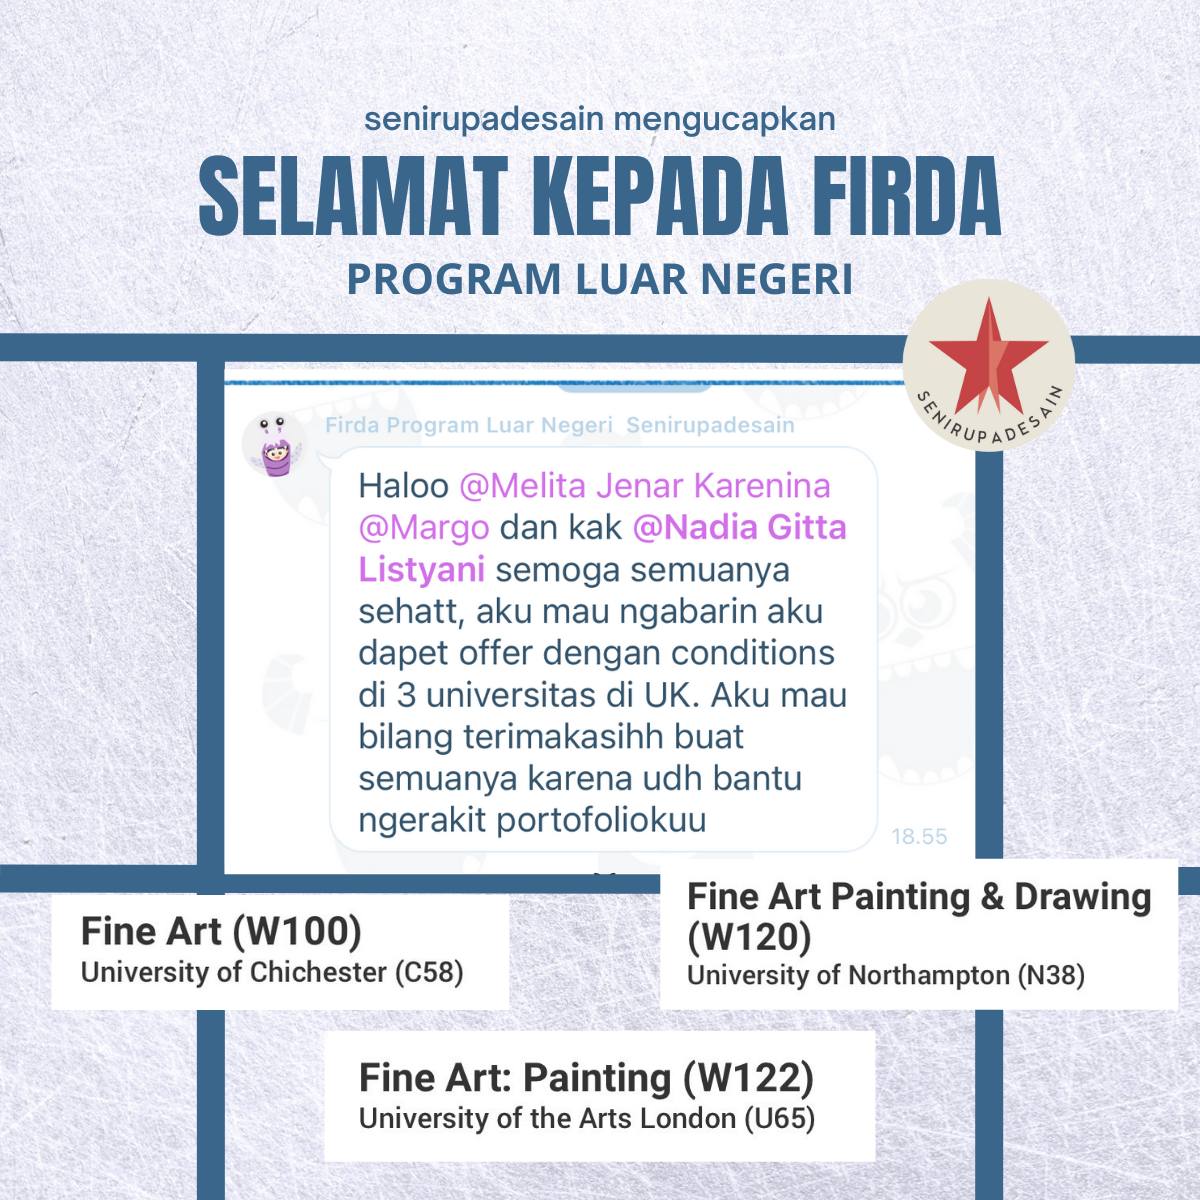 senirupadesain mengucapkan
SELAMAT KEPADA FIRDA
PROGRAM LUAR NEGERI
SENIRUPADESAIN
Firda Program Luar Negeri Senirupadesain
Haloo @Melita Jenar Karenina
@Margo dan kak @Nadia Gitta
Listyani semoga semuanya
sehatt, aku mau ngabarin aku
dapet offer dengan conditions
di 3 universitas di UK. Aku mau
bilang terimakasihh buat
semuanya karena udh bantu
ngerakit portofoliokuu
18.55
Fine Art (W100)
University of Chichester (C58)
Fine Art Painting & Drawing
(W120)
University of Northampton (N38)
Fine Art: Painting (W122)
University of the Arts London (U65)